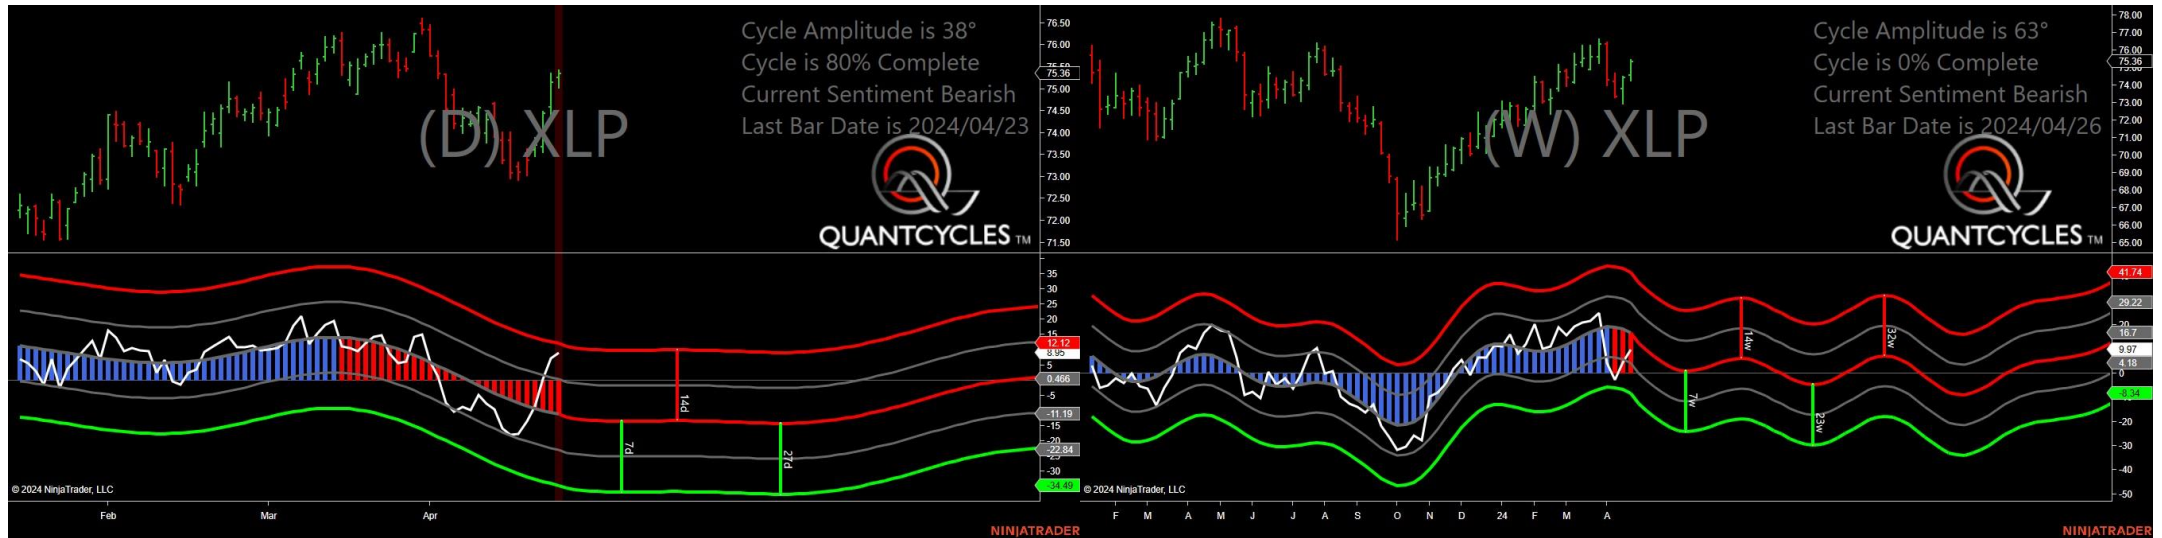 Cycle Amplitude is 38°
Cycle is 80% Complete
Current Sentiment Bearish
Last Bar Date is 2024/04/23
(D) XLP
QUANTCYCLES TM
76.50
76.00
75.50
75.36
75.00
74.50
74.00
73.50
73.00
72.50
72.00
71.50
35
30
25
20
15
12.12
8.95
5
0.466
-5
-11.19
-15
-20
-22.84
-30
-34.49
14d
7d
27d
© 2024 NinjaTrader, LLC
Feb Mar Apr
NINJATRADER
Cycle Amplitude is 63°
Cycle is 0% Complete
Current Sentiment Bearish
Last Bar Date is 2024/04/26
(W) XLP
QUANTCYCLES TM
78.00
77.00
76.00
75.36
74.00
73.00
72.00
71.00
70.00
69.00
68.00
67.00
66.00
65.00
41.74
29.22
20
16.7
9.97
4.18
0
-8.34
-20
-30
-40
-50
14w
32w
7w
23w
© 2024 NinjaTrader, LLC
F M A M J J A S O N D 24 F M A
NINJATRADER